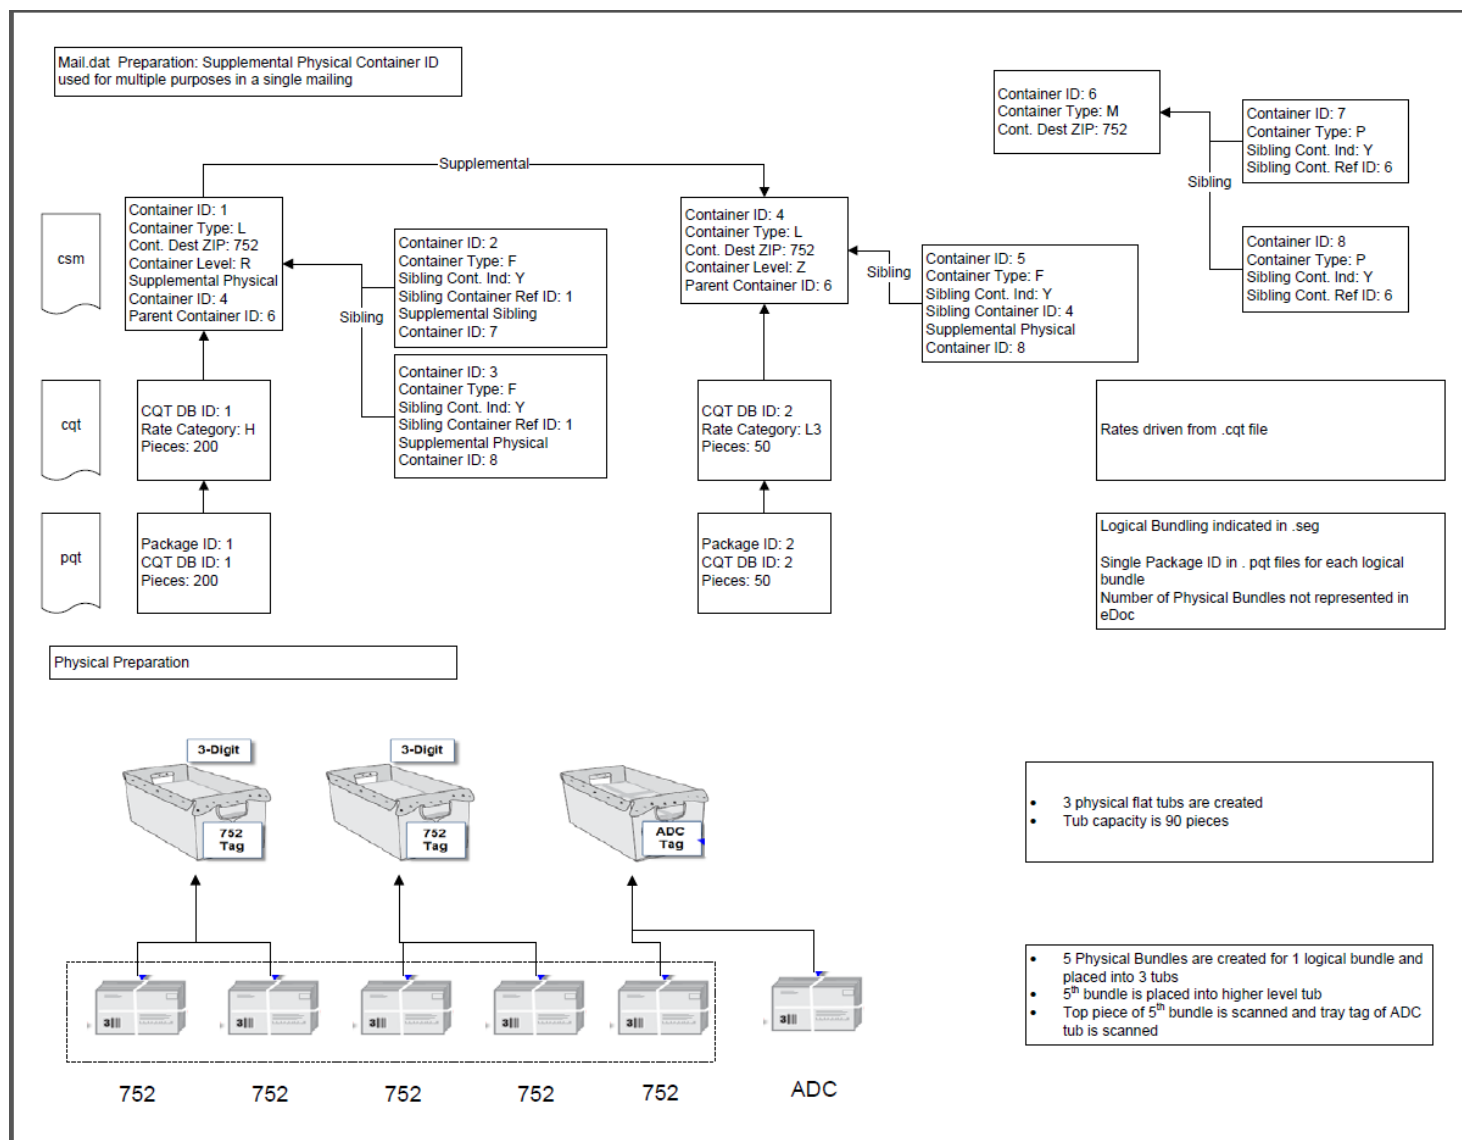 Mail.dat  Preparation: Supplemental Physical Container ID
used for multiple purposes in a single mailing
Container ID: 6
Container Type: M
Cont. Dest ZIP: 752
Container ID: 7
Container Type: P
Sibling Cont. Ind: Y
Sibling Cont. Ref ID: 6
Sibling
Container ID: 8
Container Type: P
Sibling Cont. Ind: Y
Sibling Cont. Ref ID: 6
Supplemental
csm
Container ID: 1
Container Type: L
Cont. Dest ZIP: 752
Container Level: R
Supplemental Physical
Container ID: 4
Parent Container ID: 6
Sibling
Container ID: 2
Container Type: F
Sibling Cont. Ind: Y
Sibling Container Ref ID: 1
Supplemental Sibling
Container ID: 7
Container ID: 3
Container Type: F
Sibling Cont. Ind: Y
Sibling Container Ref ID: 1
Supplemental Physical
Container ID: 8
Container ID: 4
Container Type: L
Cont. Dest ZIP: 752
Container Level: Z
Parent Container ID: 6
Sibling
Container ID: 5
Container Type: F
Sibling Cont. Ind: Y
Sibling Container ID: 4
Supplemental Physical
Container ID: 8
cqt
CQT DB ID: 1
Rate Category: H
Pieces: 200
CQT DB ID: 2
Rate Category: L3
Pieces: 50
Rates driven from .cqt file
pqt
Package ID: 1
CQT DB ID: 1
Pieces: 200
Package ID: 2
CQT DB ID: 2
Pieces: 50
Logical Bundling indicated in .seg
Single Package ID in . pqt files for each logical
bundle
Number of Physical Bundles not represented in
eDoc
Physical Preparation
3-Digit
752
Tag
3-Digit
752
Tag
ADC
Tag
• 3 physical flat tubs are created
• Tub capacity is 90 pieces
3
3
3
3
3
3
• 5 Physical Bundles are created for 1 logical bundle and
placed into 3 tubs
• 5th bundle is placed into higher level tub
• Top piece of 5th bundle is scanned and tray tag of ADC
tub is scanned
752
752
752
752
752
ADC